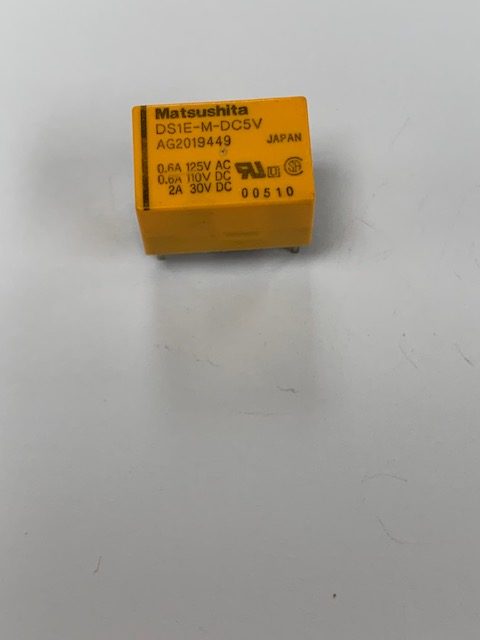 Matsushita
DS1E-M-DC5V
AG2019449 JAPAN
0.6A 125V AC
0.6A 110V DC
2A 30V DC
00510